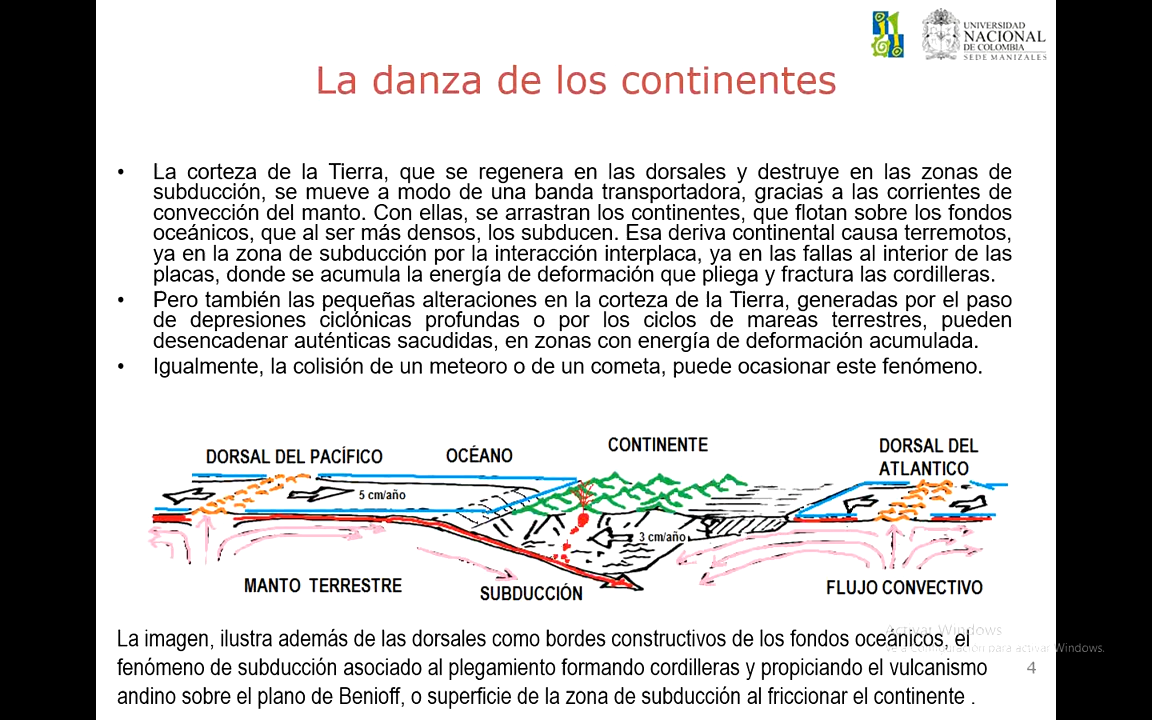 UNIVERSIDAD
NACIONAL
DE COLOMBIA
SEDE MANIZALES
La danza de los continentes
• La corteza de la Tierra, que se regenera en las dorsales y destruye en las zonas de
subducción, se mueve a modo de una banda transportadora, gracias a las corrientes de
convección del manto. Con ellas, se arrastran los continentes, que flotan sobre los fondos
oceánicos, que al ser más densos, los subducen. Esa deriva continental causa terremotos,
ya en la zona de subducción por la interacción interplaca, ya en las fallas al interior de las
placas, donde se acumula la energía de deformación que pliega y fractura las cordilleras.
• Pero también las pequeñas alteraciones en la corteza de la Tierra, generadas por el paso
de depresiones ciclónicas profundas o por los ciclos de mareas terrestres, pueden
desencadenar auténticas sacudidas, en zonas con energía de deformación acumulada.
• Igualmente, la colisión de un meteoro o de un cometa, puede ocasionar este fenómeno.
DORSAL DEL PACÍFICO
OCÉANO
CONTINENTE
DORSAL DEL
ATLANTICO
5 cm/año
3 cm/año
MANTO TERRESTRE
SUBDUCCIÓN
FLUJO CONVECTIVO
La imagen, ilustra además de las dorsales como bordes constructivos de los fondos oceánicos, el
fenómeno de subducción asociado al plegamiento formando cordilleras y propiciando el vulcanismo
andino sobre el plano de Benioff, o superficie de la zona de subducción al friccionar el continente .
Activar Windows
Ve a Configuración para activar Windows.
4